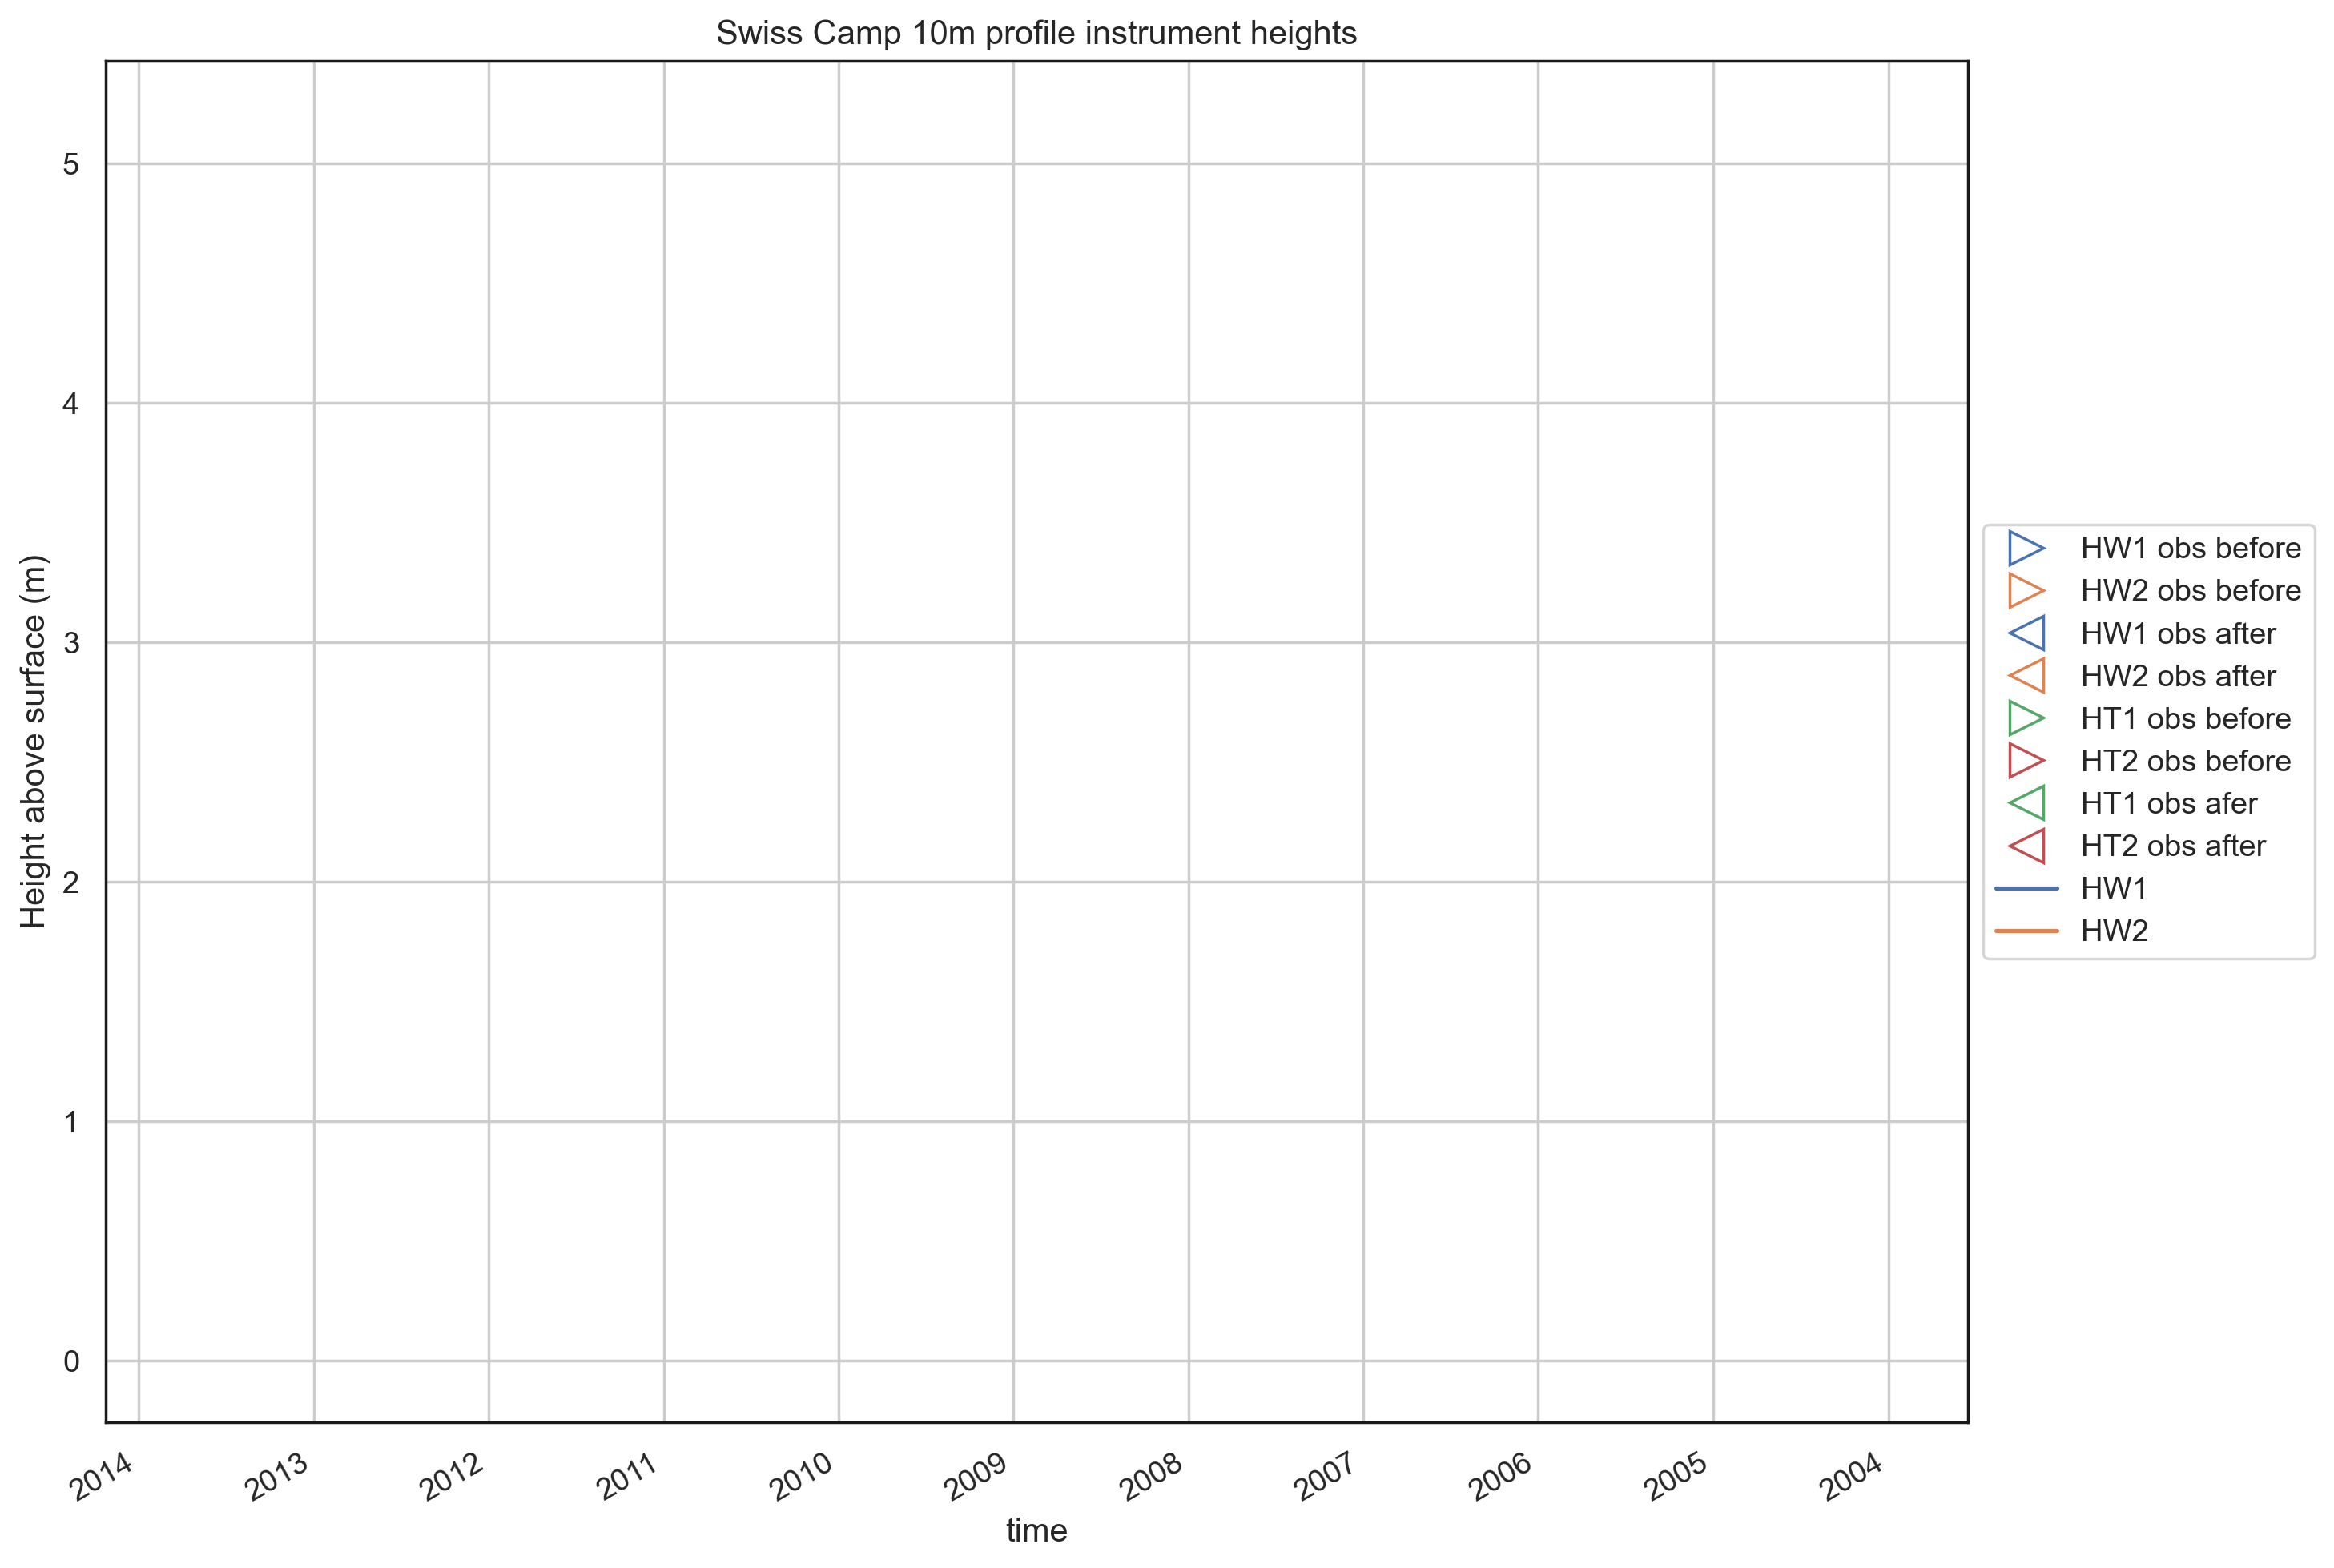 Swiss Camp 10m profile instrument heights
Height above surface (m)
5
4
3
2
1
0
2014
2013
2012
2011
2010
2009
2008
2007
2006
2005
2004
time
HW1 obs before
HW2 obs before
HW1 obs after
HW2 obs after
HT1 obs before
HT2 obs before
HT1 obs afer
HT2 obs after
HW1
HW2